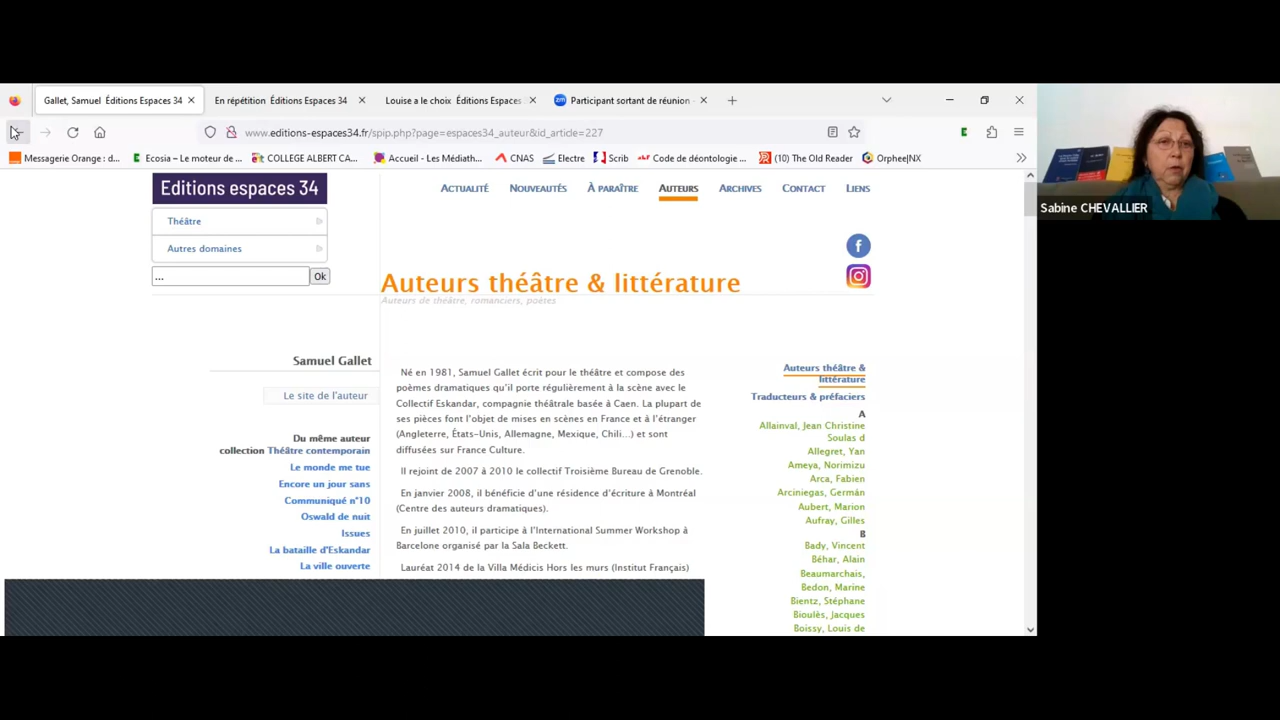 Gallet, Samuel Éditions Espaces 34
En répétition Éditions Espaces 34
Louise a le choix Éditions Espaces
zm Participant sortant de réunion
www.editions-espaces34.fr/spip.php?page=espaces34_auteur&id_article=227
Messagerie Orange : d...
Ecosia – Le moteur de ...
COLLEGE ALBERT CA...
Accueil - Les Médiath...
CNAS
Electre
Scrib
Code de déontologie ...
(10) The Old Reader
Orphee|NX
Editions espaces 34
Actualité
Nouveautés
À paraître
Auteurs
Archives
Contact
Liens
Théâtre
Autres domaines
...
Ok
Auteurs théâtre & littérature
Auteurs de théâtre, romanciers, poètes
Samuel Gallet
Le site de l'auteur
Du même auteur
collection Théâtre contemporain
Le monde me tue
Encore un jour sans
Communiqué n°10
Oswald de nuit
Issues
La bataille d'Eskandar
La ville ouverte
Né en 1981, Samuel Gallet écrit pour le théâtre et compose des
poèmes dramatiques qu'il porte régulièrement à la scène avec le
Collectif Eskandar, compagnie théâtrale basée à Caen. La plupart de
ses pièces font l'objet de mises en scènes en France et à l'étranger
(Angleterre, États-Unis, Allemagne, Mexique, Chili...) et sont
diffusées sur France Culture.
Il rejoint de 2007 à 2010 le collectif Troisième Bureau de Grenoble.
En janvier 2008, il bénéficie d'une résidence d'écriture à Montréal
(Centre des auteurs dramatiques).
En juillet 2010, il participe à l'International Summer Workshop à
Barcelone organisé par la Sala Beckett.
Lauréat 2014 de la Villa Médicis Hors les murs (Institut Français)
Auteurs théâtre &
littérature
Traducteurs & préfaciers
A
Allainval, Jean Christine
Soulas d
Allegret, Yan
Ameya, Norimizu
Arca, Fabien
Arciniegas, Germán
Aubert, Marion
Aufray, Gilles
B
Bady, Vincent
Béhar, Alain
Beaumarchais,
Bedon, Marine
Bientz, Stéphane
Bioulès, Jacques
Boissy, Louis de
Sabine CHEVALLIER